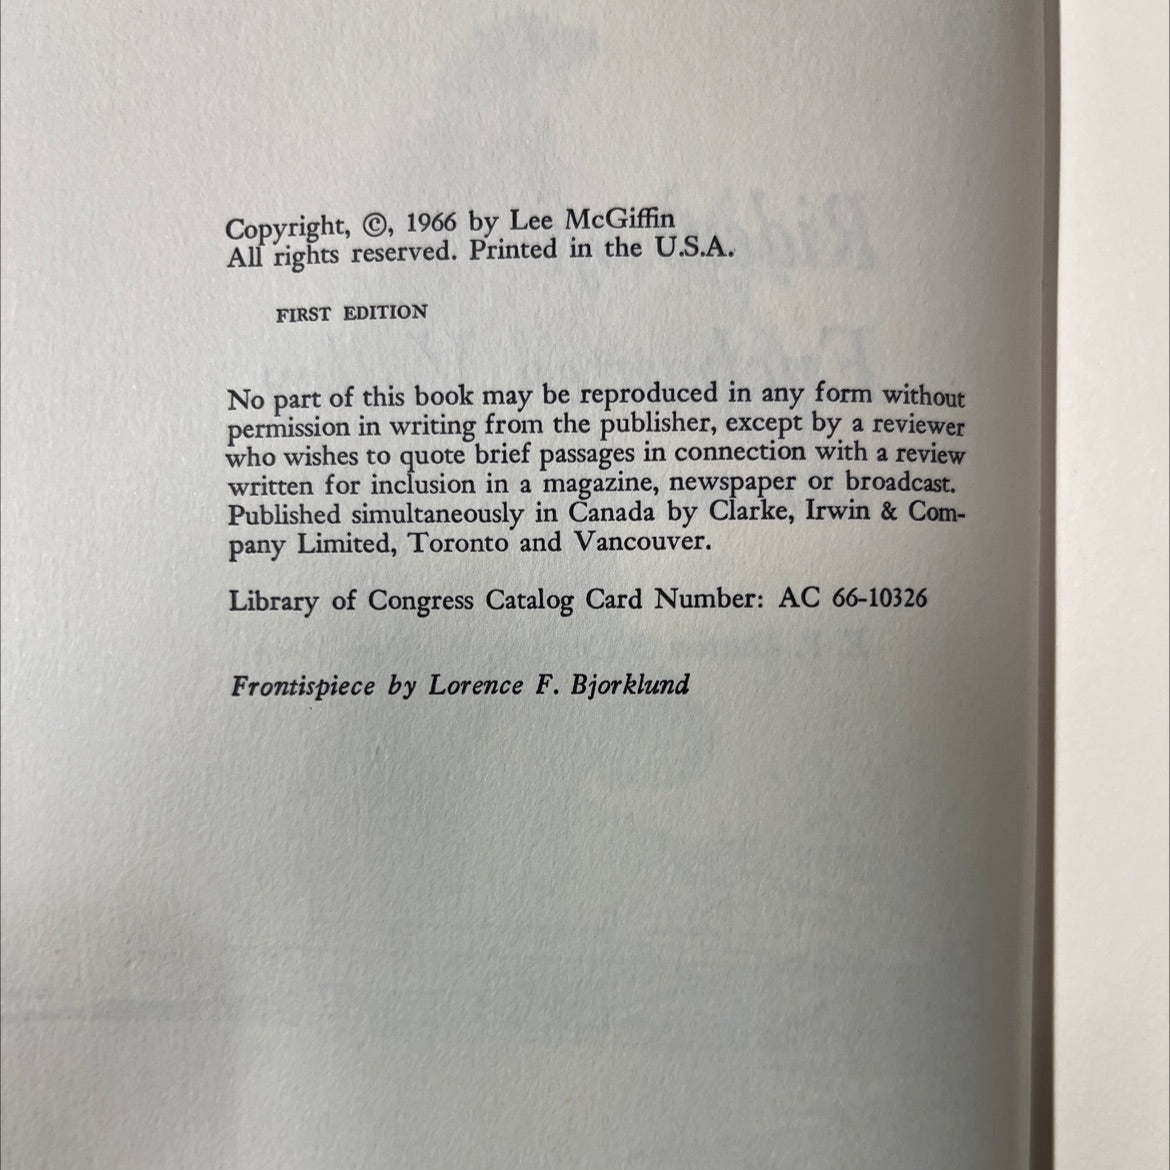 Copyright, ©, 1966 by Lee McGiffin
All rights reserved. Printed in the U.S.A.
FIRST EDITION
No part of this book may be reproduced in any form without
permission in writing from the publisher, except by a reviewer
who wishes to quote brief passages in connection with a review
written for inclusion in a magazine, newspaper or broadcast.
Published simultaneously in Canada by Clarke, Irwin & Com-
pany Limited, Toronto and Vancouver.
Library of Congress Catalog Card Number: AC 66-10326
Frontispiece by Lorence F. Bjorklund